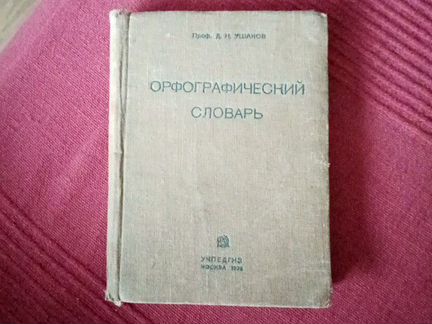 Проф. Д. Н. УШАКОВ
ОРФОГРАФИЧЕСКИЙ
СЛОВАРЬ
УЧПЕДГИЗ
МОСКВА